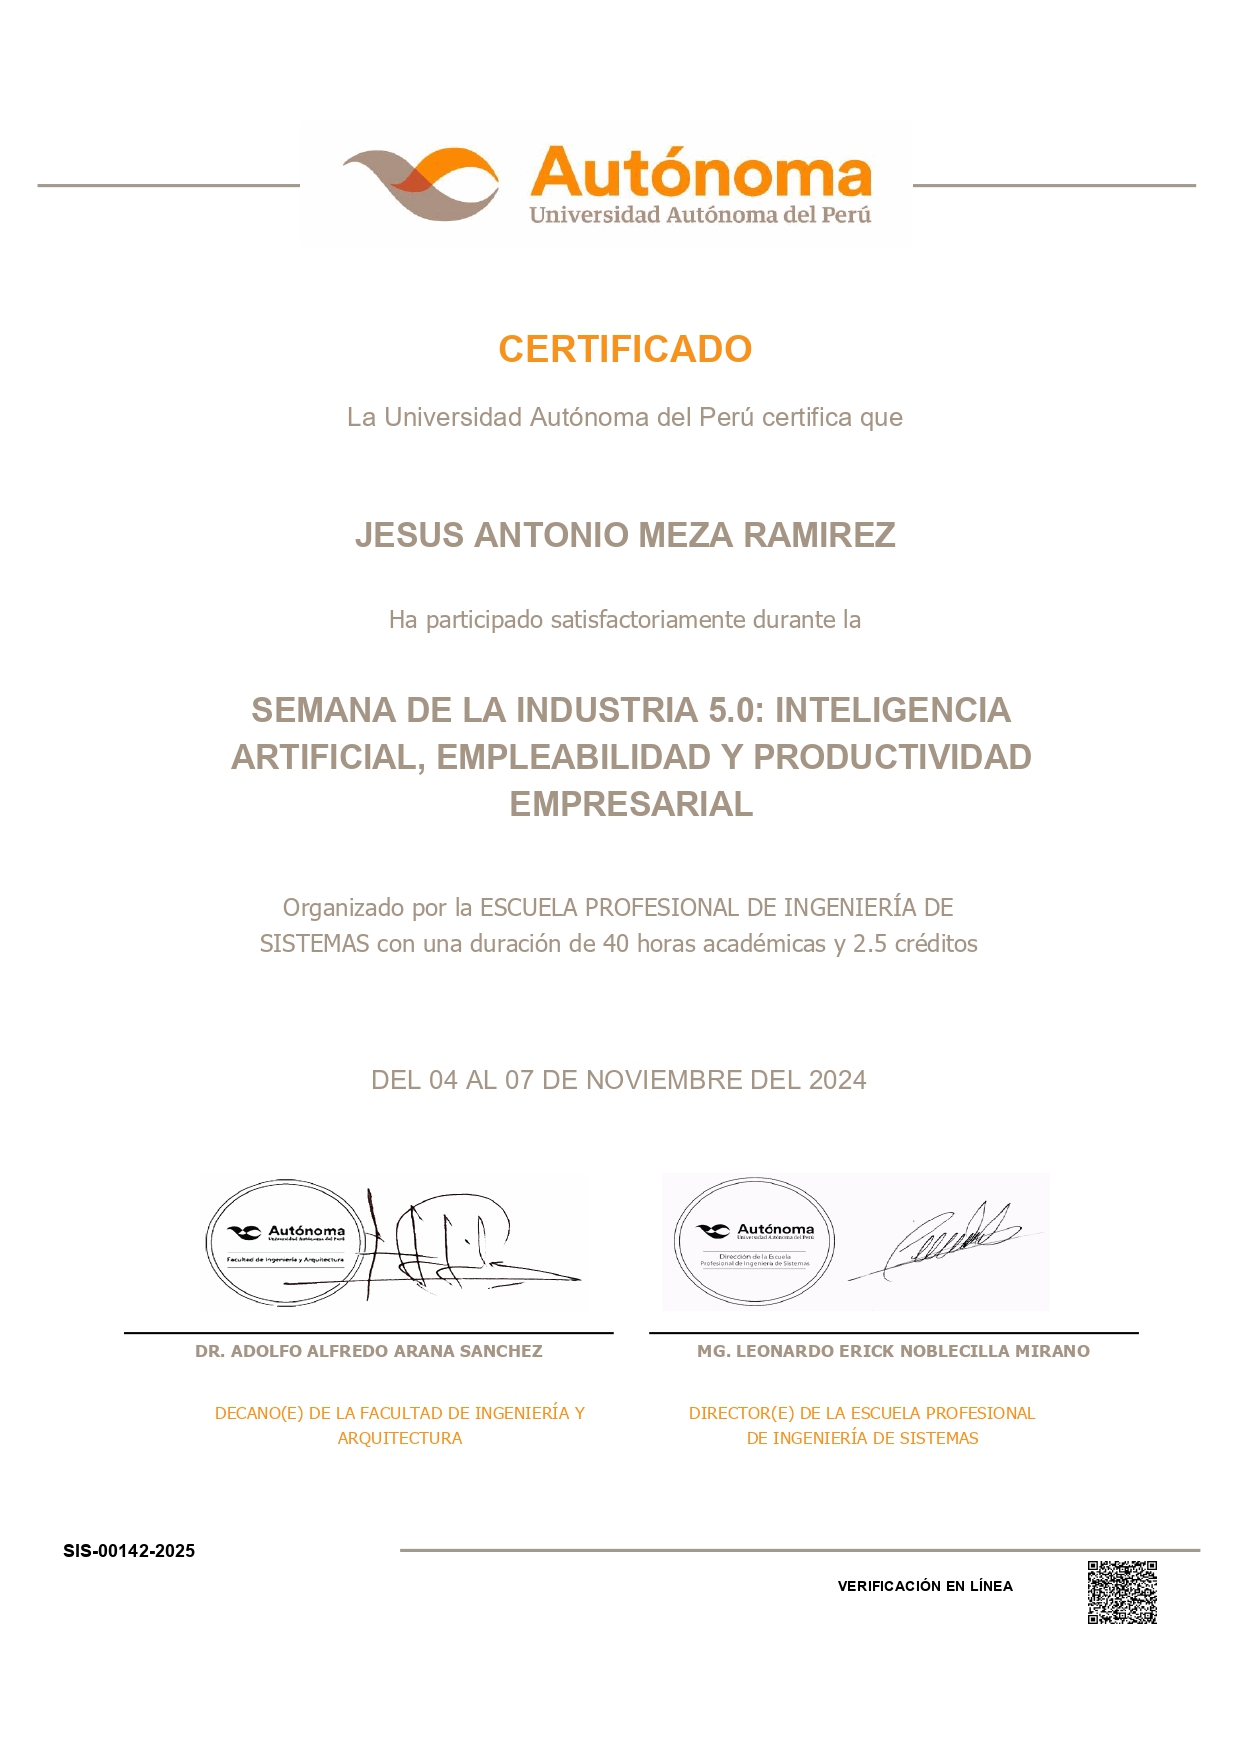 Autónoma
Universidad Autónoma del Perú
CERTIFICADO
La Universidad Autónoma del Perú certifica que
JESUS ANTONIO MEZA RAMIREZ
Ha participado satisfactoriamente durante la
SEMANA DE LA INDUSTRIA 5.0: INTELIGENCIA
ARTIFICIAL, EMPLEABILIDAD Y PRODUCTIVIDAD
EMPRESARIAL
Organizado por la ESCUELA PROFESIONAL DE INGENIERÍA DE
SISTEMAS con una duración de 40 horas académicas y 2.5 créditos
DEL 04 AL 07 DE NOVIEMBRE DEL 2024
Autónoma
Universidad Autónoma del Perú
Facultad de Ingeniería y Arquitectura
Autónoma
Universidad Autónoma del Perú
Dirección de la Escuela
Profesional de Ingeniería de Sistemas
DR. ADOLFO ALFREDO ARANA SANCHEZ
DECANO(E) DE LA FACULTAD DE INGENIERÍA Y
ARQUITECTURA
MG. LEONARDO ERICK NOBLECILLA MIRANO
DIRECTOR(E) DE LA ESCUELA PROFESIONAL
DE INGENIERÍA DE SISTEMAS
SIS-00142-2025
VERIFICACIÓN EN LÍNEA